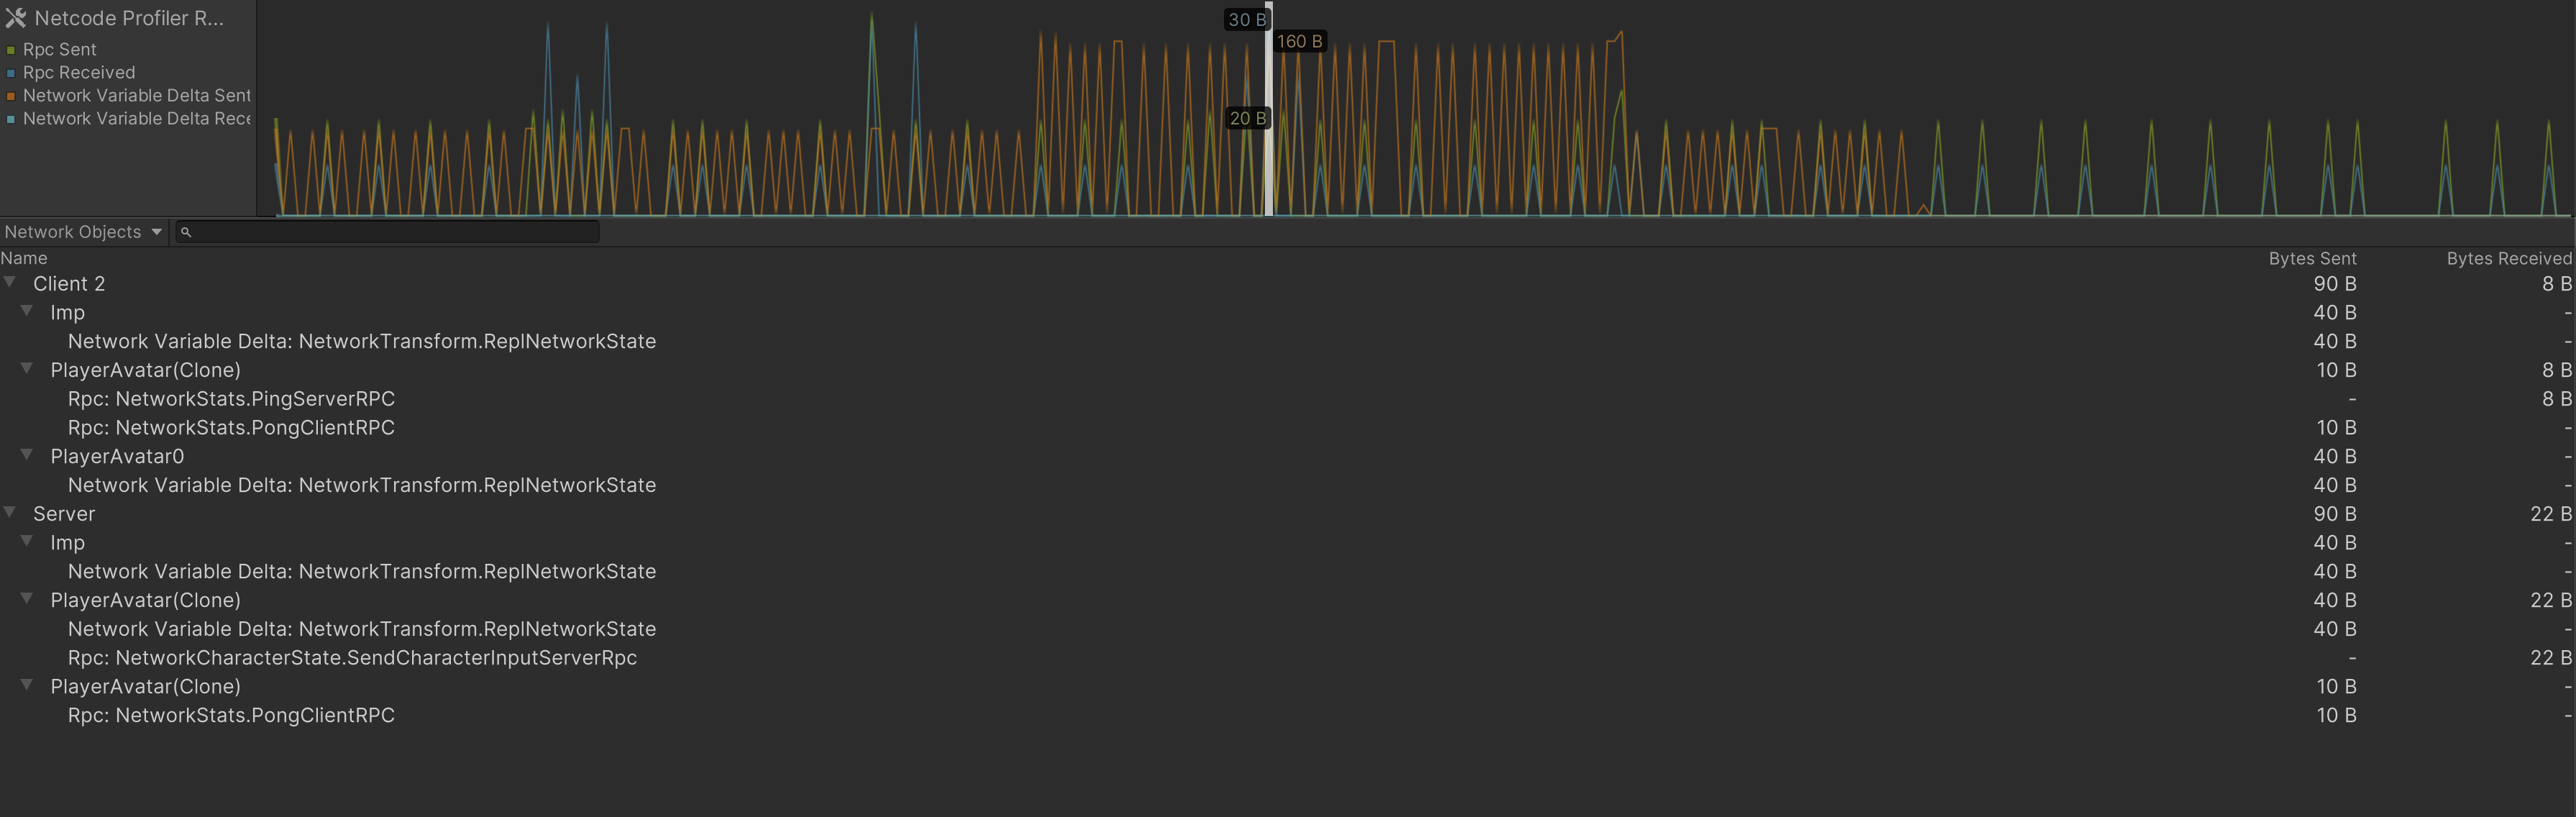 Netcode Profiler R...
Rpc Sent
Rpc Received
Network Variable Delta Sent
Network Variable Delta Rece
30 B
160 B
20 B
Network Objects
Name Bytes Sent Bytes Received
Client 2 90 B 8 B
Imp 40 B -
Network Variable Delta: NetworkTransform.ReplNetworkState 40 B -
PlayerAvatar(Clone) 10 B 8 B
Rpc: NetworkStats.PingServerRPC - 8 B
Rpc: NetworkStats.PongClientRPC 10 B -
PlayerAvatar0 40 B -
Network Variable Delta: NetworkTransform.ReplNetworkState 40 B -
Server 90 B 22 B
Imp 40 B -
Network Variable Delta: NetworkTransform.ReplNetworkState 40 B -
PlayerAvatar(Clone) 40 B 22 B
Network Variable Delta: NetworkTransform.ReplNetworkState 40 B -
Rpc: NetworkCharacterState.SendCharacterInputServerRpc - 22 B
PlayerAvatar(Clone) 10 B -
Rpc: NetworkStats.PongClientRPC 10 B -